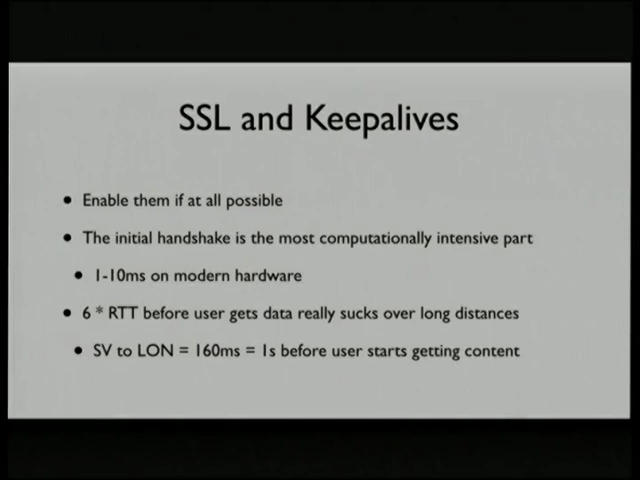 SSL and Keepalives
• Enable them if at all possible
• The initial handshake is the most computationally intensive part
• 1-10ms on modern hardware
• 6 * RTT before user gets data really sucks over long distances
• SV to LON = 160ms = 1s before user starts getting content